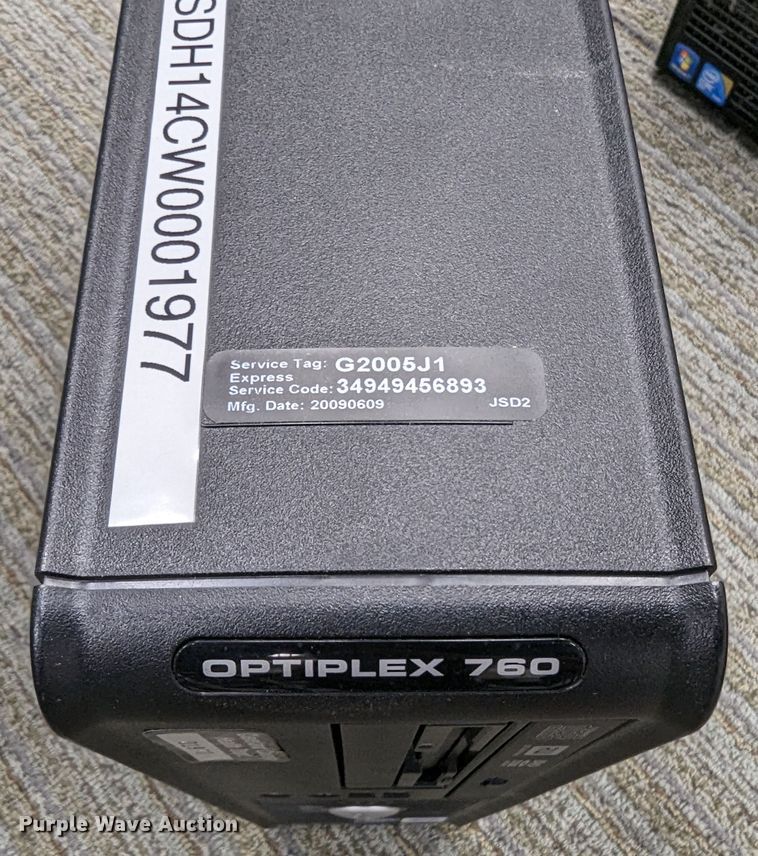 SDH14CW0001977
Service Tag: G2005J1
Express
Service Code: 34949456893
Mfg. Date: 20090609 JSD2
OPTIPLEX 760
Purple Wave Auction